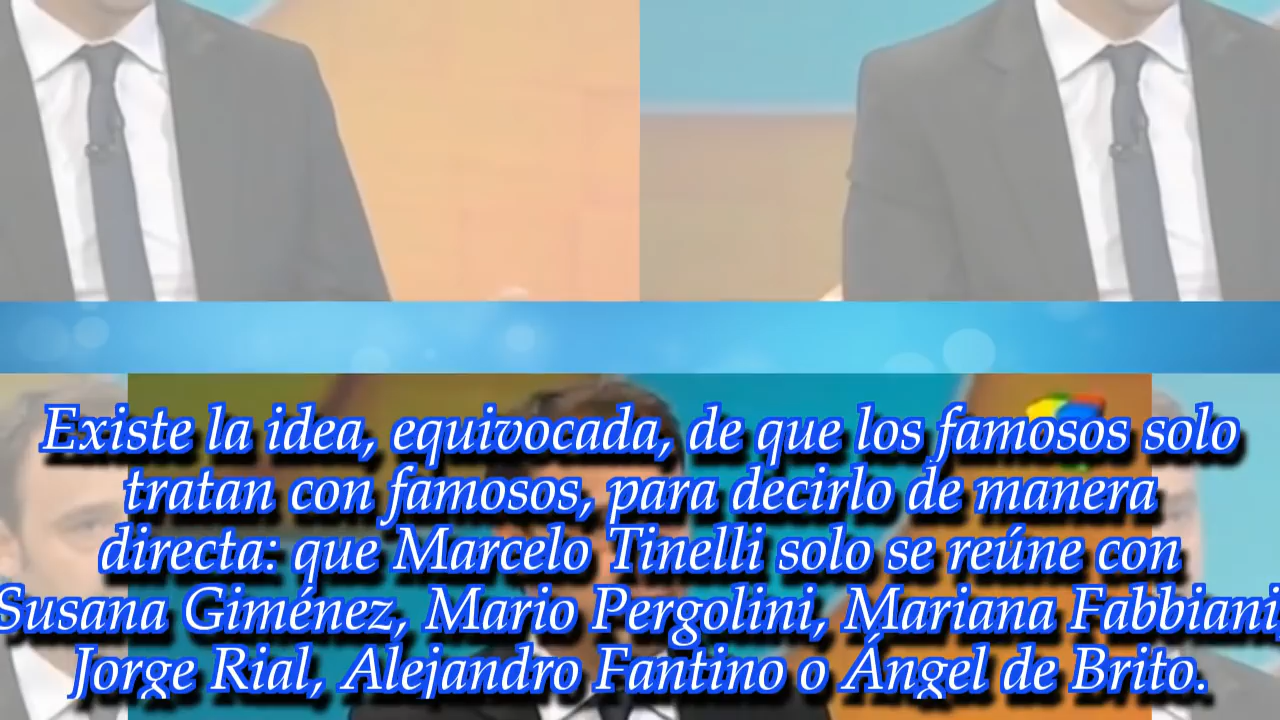 Existe la idea, equivocada, de que los famosos solo
tratan con famosos, para decirlo de manera
directa: que Marcelo Tinelli solo se reúne con
Susana Giménez, Mario Pergolini, Mariana Fabbiani,
Jorge Rial, Alejandro Fantino o Ángel de Brito.